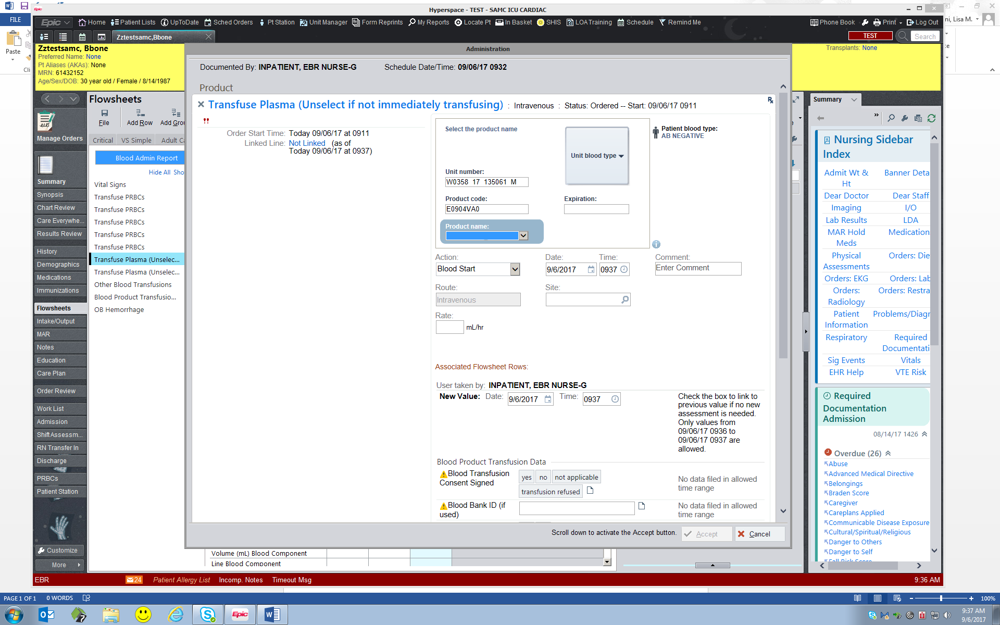 Hyperspace - TEST - SAMC ICU CARDIAC
FILE
ni, Lisa M.
Epic
Home
Patient Lists
UpToDate
Sched Orders
Pt Station
Unit Manager
Form Reprints
My Reports
Locate Pt
In Basket
SHIS
LOA Training
Schedule
Remind Me
Phone Book
Print
Log Out
Paste
Cli
Zztestsamc,Bbone
TEST
Search
Zztestsamc, Bbone
Preferred Name: None
Pt Aliases (AKAs): None
MRN: 61432152
Age/Sex/DOB: 30 year old / Female / 8/14/1987
Transplants: None
Administration
Documented By: INPATIENT, EBR NURSE-G
Schedule Date/Time: 09/06/17 0932
Manage Orders
Summary
Synopsis
Chart Review
Care Everywhe...
Results Review
History
Demographics
Medications
Immunizations
Flowsheets
Intake/Output
MAR
Notes
Education
Care Plan
Order Review
Work List
Admission
Shift Assessm...
RN Transfer In
Discharge
PRBCs
Patient Station
Customize
More
Flowsheets
File
Add Row
Add Grou
Critical
VS Simple
Adult Ca
Blood Admin Report
Hide All Sho
Vital Signs
Transfuse PRBCs
Transfuse PRBCs
Transfuse PRBCs
Transfuse PRBCs
Transfuse PRBCs
Transfuse Plasma (Unselec...
Transfuse Plasma (Unselec...
Other Blood Transfusions
Blood Product Transfusio...
OB Hemorrhage
Product
Transfuse Plasma (Unselect if not immediately transfusing) : Intravenous : Status: Ordered -- Start: 09/06/17 0911
Order Start Time: Today 09/06/17 at 0911
Linked Line: Not Linked (as of
Today 09/06/17 at 0937)
Select the product name
Unit blood type
Patient blood type:
AB NEGATIVE
Unit number:
W0358 17 135061 M
Product code:
E0904VA0
Expiration:
Product name:
Action:
Blood Start
Date:
9/6/2017
Time:
0937
Comment:
Enter Comment
Route:
Intravenous
Site:
Rate:
mL/hr
Associated Flowsheet Rows:
User taken by: INPATIENT, EBR NURSE-G
New Value: Date: 9/6/2017 Time: 0937
Check the box to link to
previous value if no new
assessment is needed.
Only values from
09/06/17 0936 to
09/06/17 0937 are
allowed.
Blood Product Transfusion Data
Blood Transfusion
Consent Signed
yes
no
not applicable
transfusion refused
No data filed in allowed
time range
Blood Bank ID (if
used)
No data filed in allowed
time range
Scroll down to activate the Accept button.
Accept
Cancel
Volume (mL) Blood Component
Line Blood Component
Summary
Nursing Sidebar
Index
Admit Wt &
Ht
Banner Deta
Dear Doctor
Dear Staff
Imaging
I/O
Lab Results
LDA
MAR Hold
Meds
Medication
Physical
Assessments
Orders: Die
Orders: EKG
Orders: Lab
Orders:
Radiology
Orders: Restra
Patient
Information
Problems/Diagr
Respiratory
Required
Documentati
Sig Events
Vitals
EHR Help
VTE Risk
Required
Documentation
Admission
08/14/17 1426
Overdue (26)
Abuse
Advanced Medical Directive
Belongings
Braden Score
Caregiver
Careplans Applied
Communicable Disease Exposure
Cultural/Spiritual/Religious
Danger to Others
Danger to Self
Fall Risk Score
EBR
24
Patient Allergy List
Incomp. Notes
Timeout Msg
9:36 AM
PAGE 1 OF 1
0 WORDS
100%
Epic
9:37 AM
9/6/2017